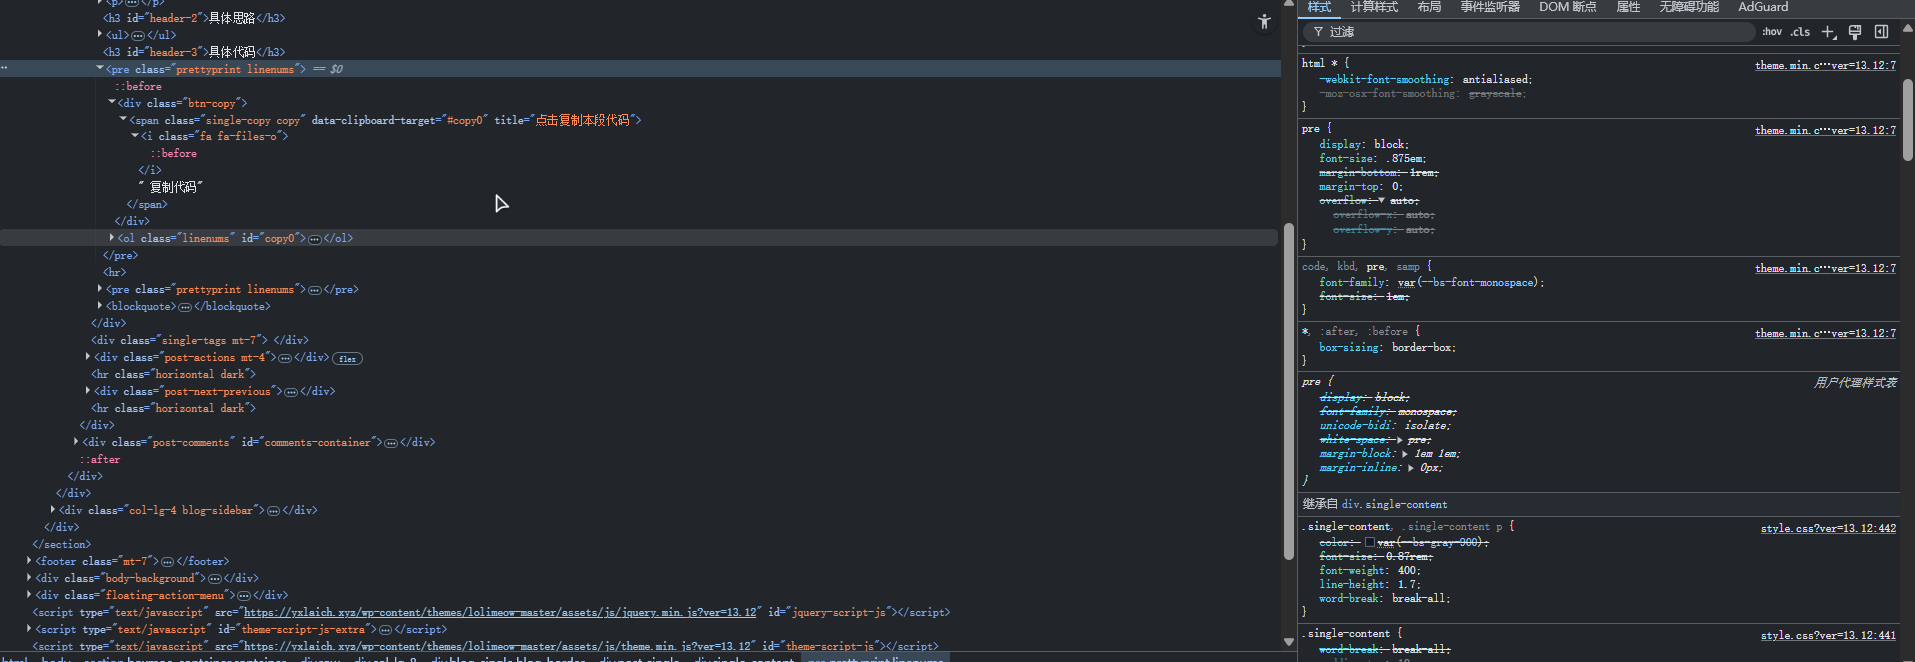 <p>⋯</p>
<h3 id="header-2">具体思路</h3>
<ul>⋯</ul>
<h3 id="header-3">具体代码</h3>
<pre class="prettyprint linenums"> == $0
::before
<div class="btn-copy">
<span class="single-copy copy" data-clipboard-target="#copy0" title="点击复制本段代码">
<i class="fa fa-files-o">
::before
</i>
" 复制代码"
</span>
</div>
<ol class="linenums" id="copy0">⋯</ol>
</pre>
<hr>
<pre class="prettyprint linenums">⋯</pre>
<blockquote>⋯</blockquote>
</div>
<div class="single-tags mt-7"> </div>
<div class="post-actions mt-4">⋯</div> flex
<hr class="horizontal dark">
<div class="post-next-previous">⋯</div>
<hr class="horizontal dark">
</div>
<div class="post-comments" id="comments-container">⋯</div>
::after
</div>
</div>
<div class="col-lg-4 blog-sidebar">⋯</div>
</div>
</section>
<footer class="mt-7">⋯</footer>
<div class="body-background">⋯</div>
<div class="floating-action-menu">⋯</div>
<script type="text/javascript" src="https://yxlaich.xyz/wp-content/themes/lolimeow-master/assets/js/jquery.min.js?ver=13.12" id="jquery-script-js"></script>
<script type="text/javascript" id="theme-script-js-extra">⋯</script>
<script type="text/javascript" src="https://yxlaich.xyz/wp-content/themes/lolimeow-master/assets/js/theme.min.js?ver=13.12" id="theme-script-js"></script>
样式 计算样式 布局 事件监听器 DOM 断点 属性 无障碍功能 AdGuard
过滤 :hov .cls
html * { theme.min.c…ver=13.12:7
-webkit-font-smoothing: antialiased;
-moz-osx-font-smoothing: grayscale;
}
pre { theme.min.c…ver=13.12:7
display: block;
font-size: .875em;
margin-bottom: 1rem;
margin-top: 0;
overflow: auto;
overflow-x: auto;
overflow-y: auto;
}
code, kbd, pre, samp { theme.min.c…ver=13.12:7
font-family: var(--bs-font-monospace);
font-size: 1em;
}
*, :after, :before { theme.min.c…ver=13.12:7
box-sizing: border-box;
}
pre { 用户代理样式表
display: block;
font-family: monospace;
unicode-bidi: isolate;
white-space: pre;
margin-block: 1em 1em;
margin-inline: 0px;
}
继承自 div.single-content
.single-content, .single-content p { style.css?ver=13.12:442
color: var(--bs-gray-900);
font-size: 0.87rem;
font-weight: 400;
line-height: 1.7;
word-break: break-all;
}
.single-content { style.css?ver=13.12:441
word-break: break-all;